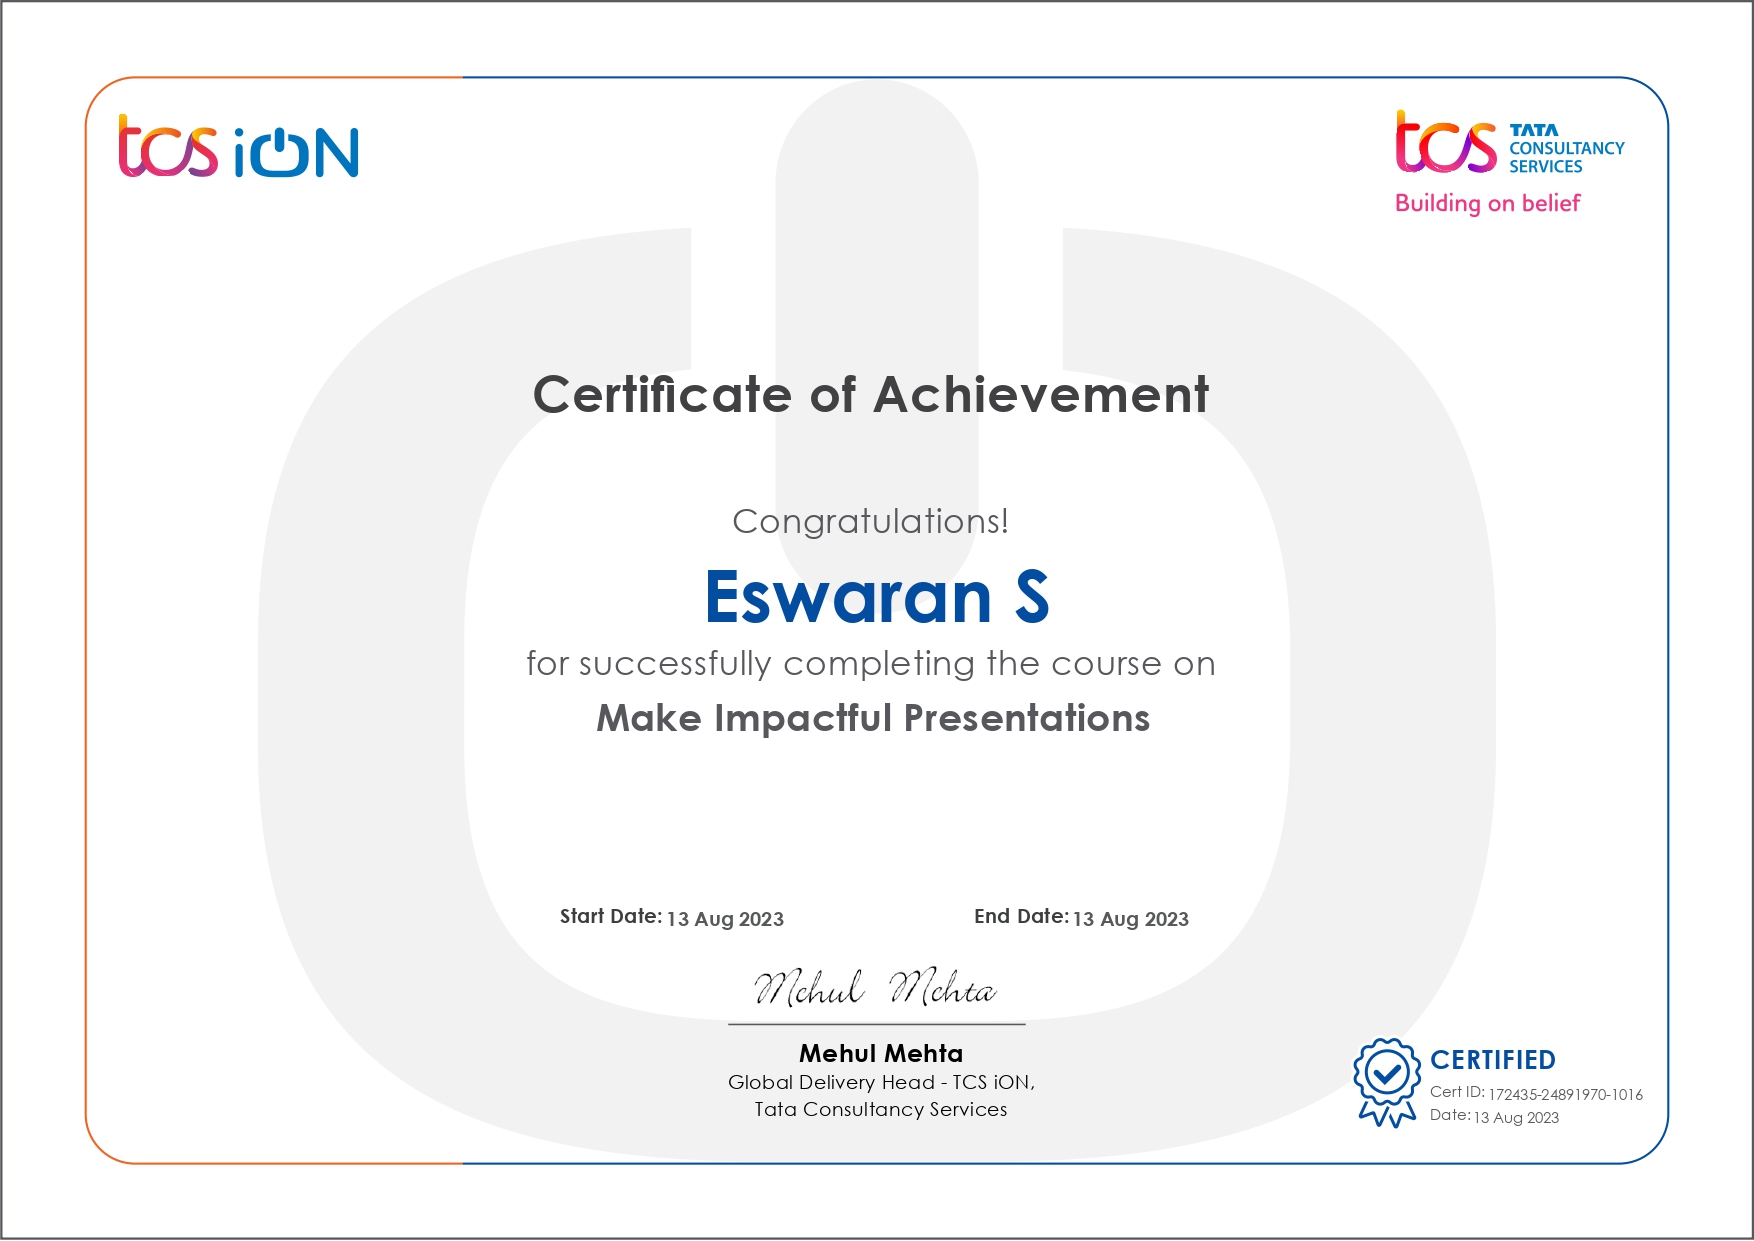 tcs iON
tcs TATA
CONSULTANCY
SERVICES
Building on belief
Certificate of Achievement
Congratulations!
Eswaran S
for successfully completing the course on
Make Impactful Presentations
Start Date: 13 Aug 2023
End Date: 13 Aug 2023
Mehul Mehta
Mehul Mehta
Global Delivery Head - TCS iON,
Tata Consultancy Services
CERTIFIED
Cert ID: 172435-24891970-1016
Date: 13 Aug 2023